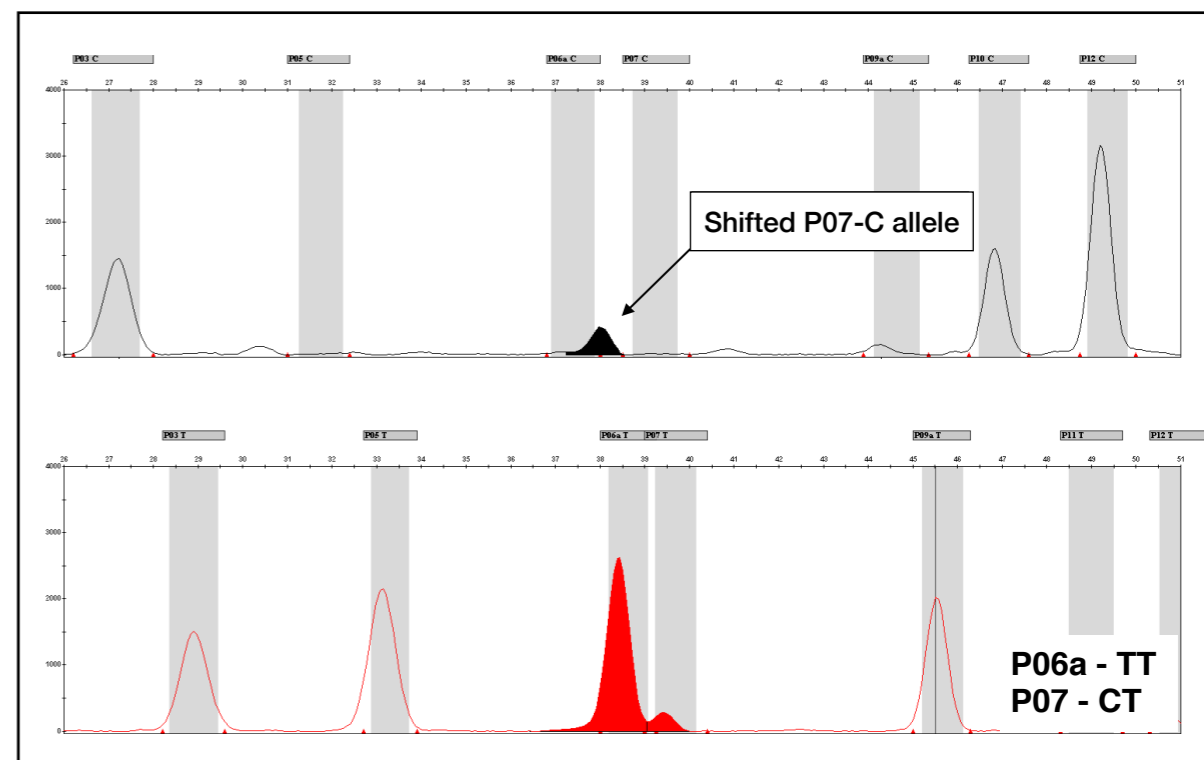 P03 C P05 C P06a C P07 C P09a C P10 C P12 C
26 27 28 29 30 31 32 33 34 35 36 37 38 39 40 41 42 43 44 45 46 47 48 49 50 51
4000
3000
2000
1000
0
Shifted P07-C allele
P03 T P05 T P06a T P07 T P09a T P11 T P12 T
26 27 28 29 30 31 32 33 34 35 36 37 38 39 40 41 42 43 44 45 46 47 48 49 50 51
4000
3000
2000
1000
0
P06a - TT
P07 - CT